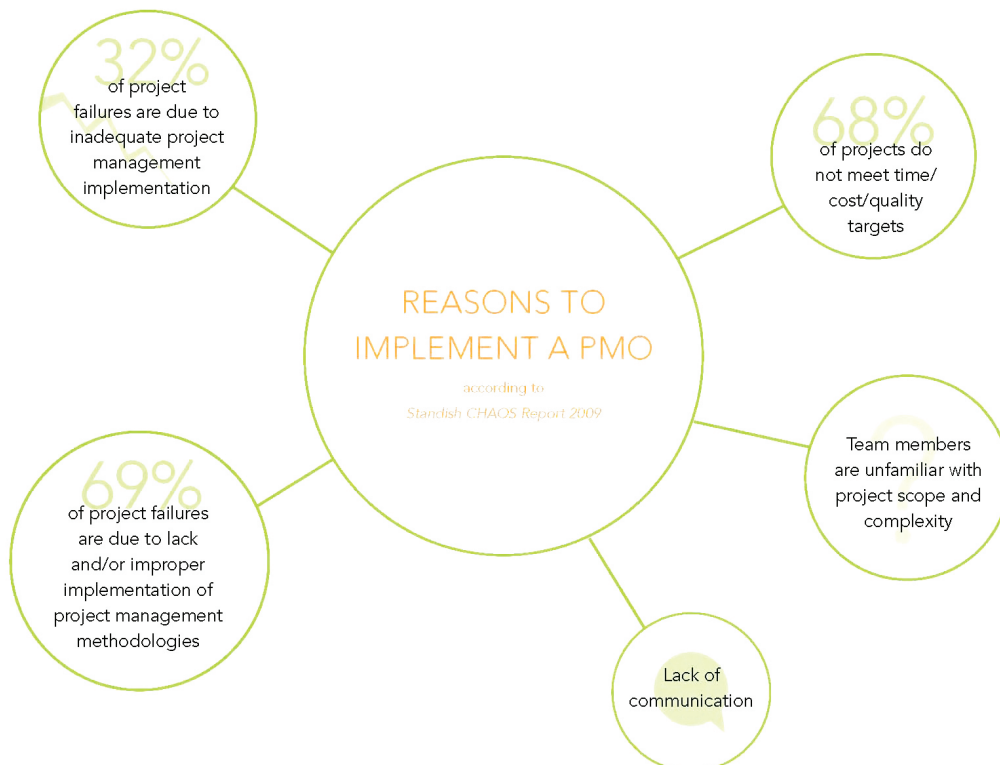 32%
of project
failures are due to
inadequate project
management
implementation
68%
of projects do
not meet time/
cost/quality
targets
REASONS TO
IMPLEMENT A PMO
according to
Standish CHAOS Report 2009
69%
of project failures
are due to lack
and/or improper
implementation of
project management
methodologies
?
Team members
are unfamiliar with
project scope and
complexity
Lack of
communication